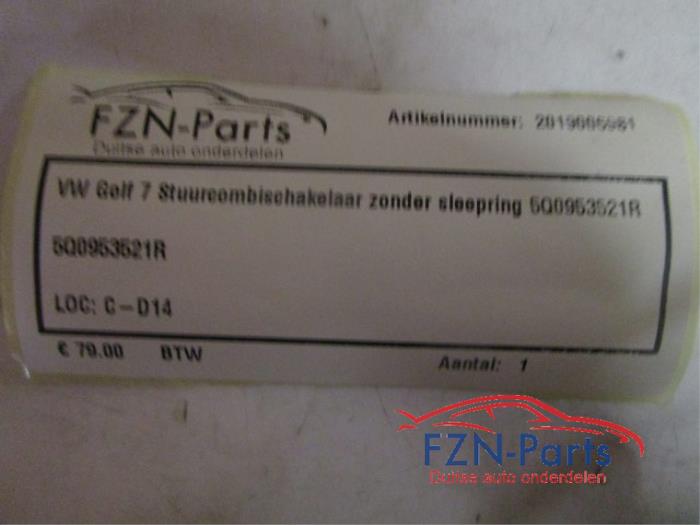 FZN-Parts
Duitse auto onderdelen
Artikelnummer: 2019006981
VW Golf 7 Stuurcombischakelaar zonder sleepring 5Q0953521R
5Q0953521R
LOC: C-D14
€ 79.00 BTW
Aantal: 1
FZN-Parts
Duitse auto onderdelen